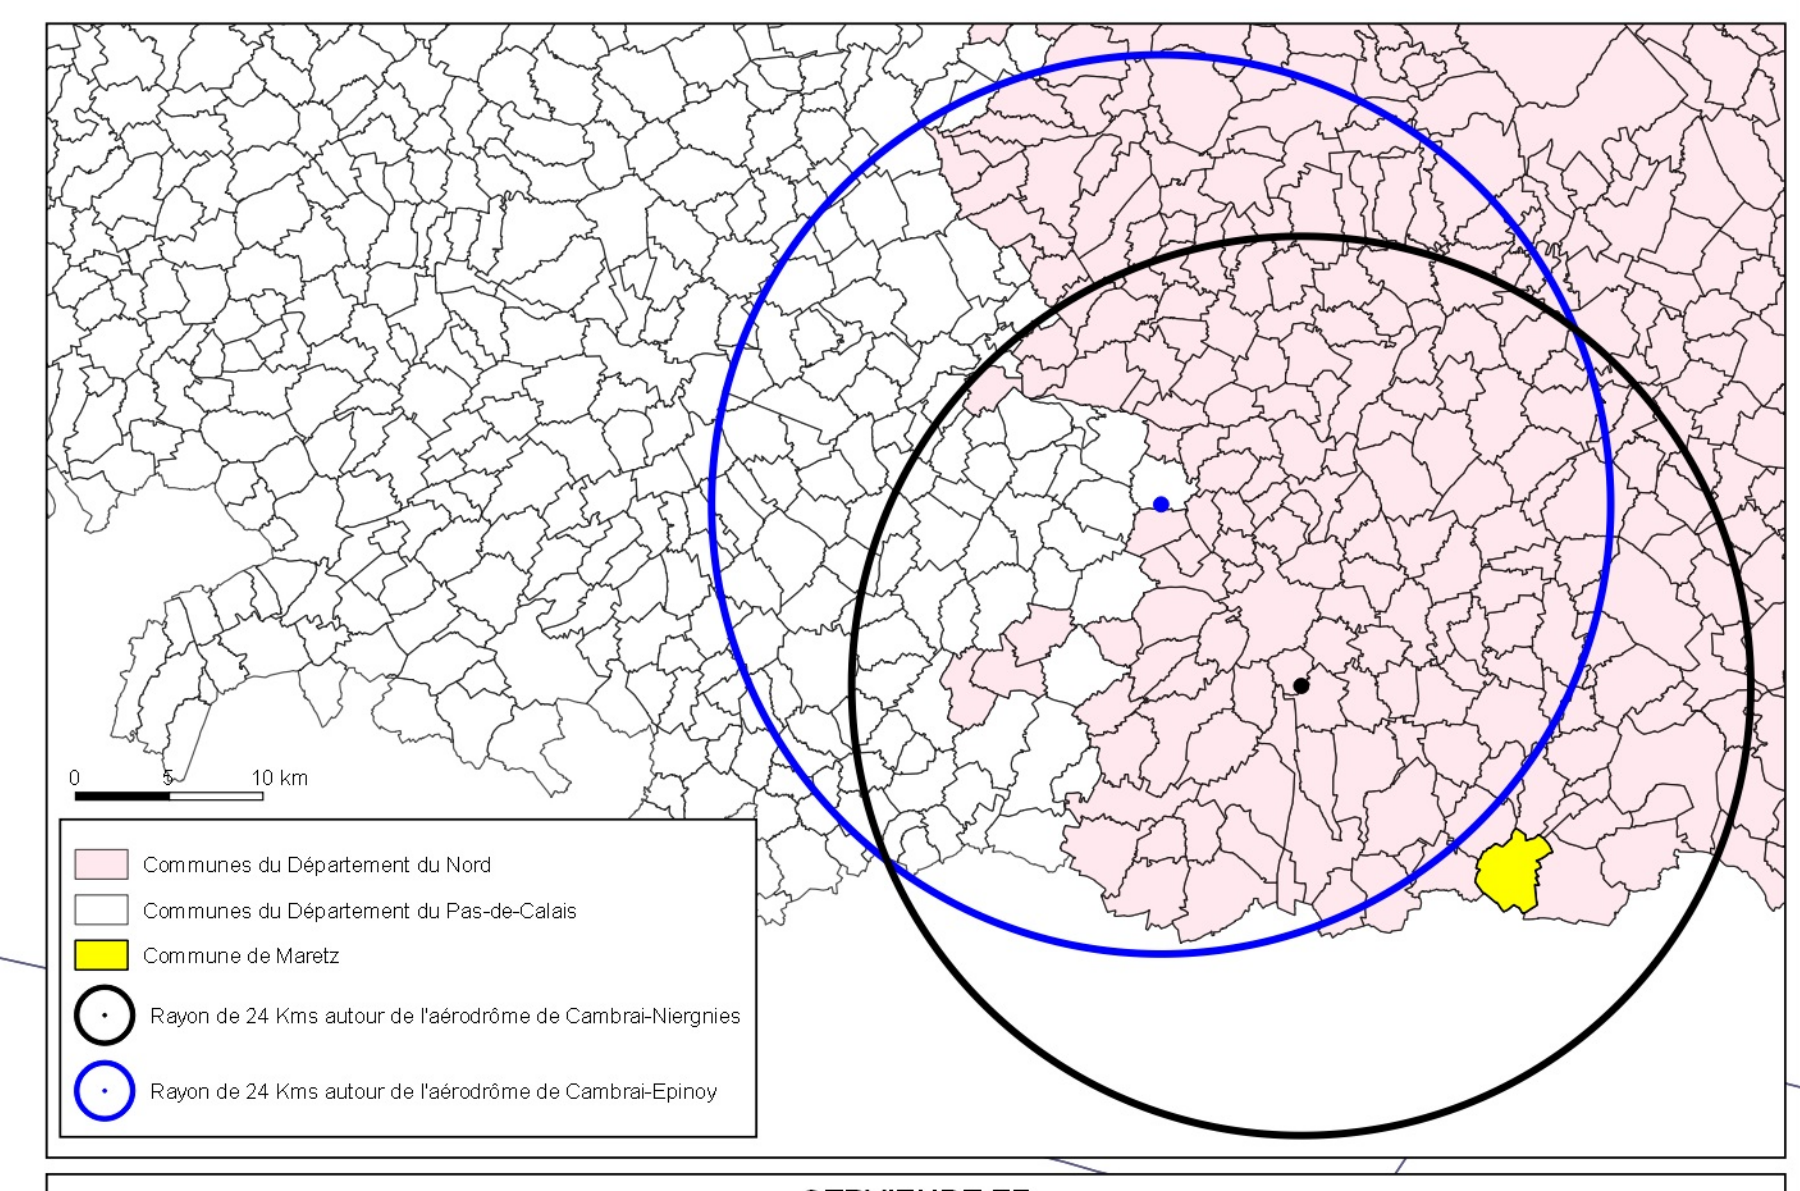 0 5 10 km
Communes du Département du Nord
Communes du Département du Pas-de-Calais
Commune de Maretz
Rayon de 24 Kms autour de l'aérodrôme de Cambrai-Niergnies
Rayon de 24 Kms autour de l'aérodrôme de Cambrai-Epinoy